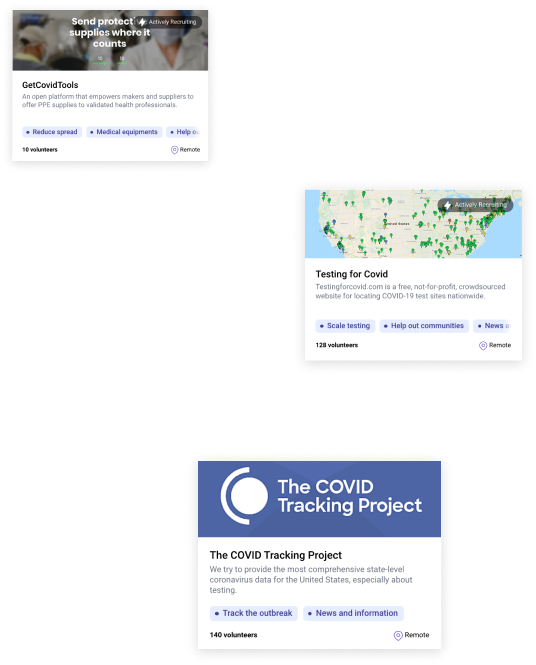 Send protect
supplies where it
counts
Actively Recruiting
GetCovidTools
An open platform that empowers makers and suppliers to
offer PPE supplies to validated health professionals.
Reduce spread
Medical equipments
Help
10 volunteers
Remote
United States
Actively Recruiting
Testing for Covid
Testingforcovid.com is a free, not-for-profit, crowdsourced
website for locating COVID-19 test sites nationwide.
Scale testing
Help out communities
News
128 volunteers
Remote
The COVID
Tracking Project
The COVID Tracking Project
We try to provide the most comprehensive state-level
coronavirus data for the United States, especially about
testing.
Track the outbreak
News and information
140 volunteers
Remote